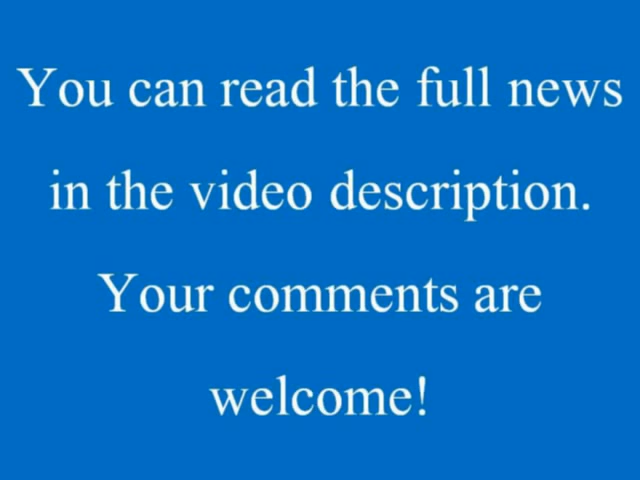 You can read the full news
in the video description.
Your comments are
welcome!